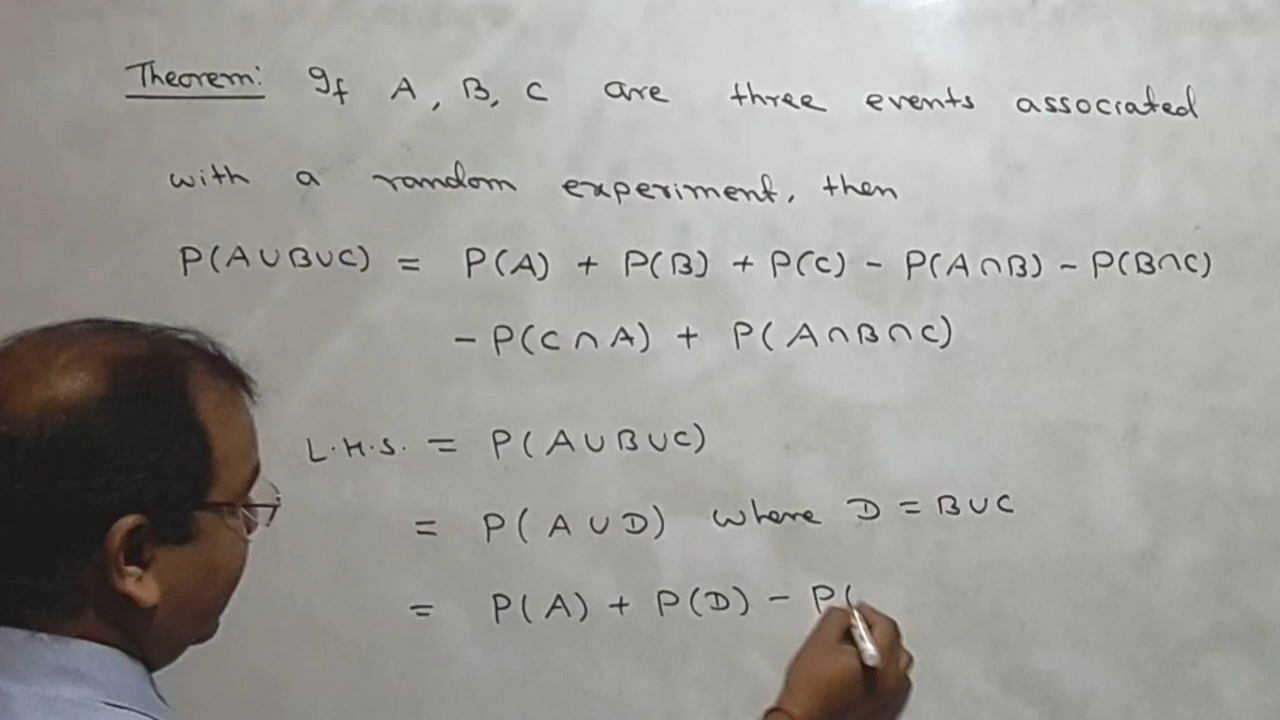 Theorem: If A, B, C are three events associated
with a random experiment, then
P(A∪B∪C) = P(A) + P(B) + P(C) - P(A∩B) - P(B∩C)
- P(C∩A) + P(A∩B∩C)
L.H.S. = P(A∪B∪C)
= P(A∪D) where D = B∪C
= P(A) + P(D) - P(